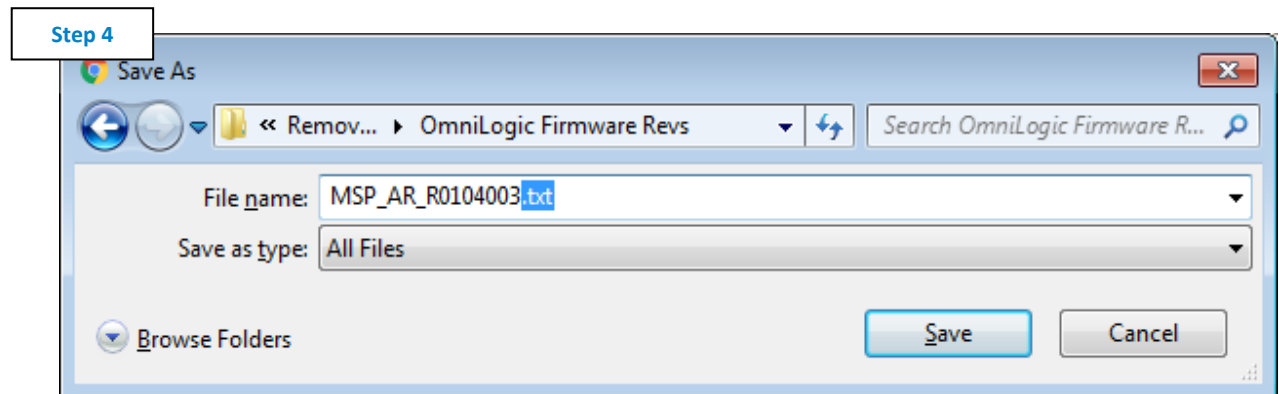 Step 4
Save As
« Remov... ▸ OmniLogic Firmware Revs
Search OmniLogic Firmware R...
File name: MSP_AR_R0104003.txt
Save as type: All Files
Browse Folders
Save
Cancel